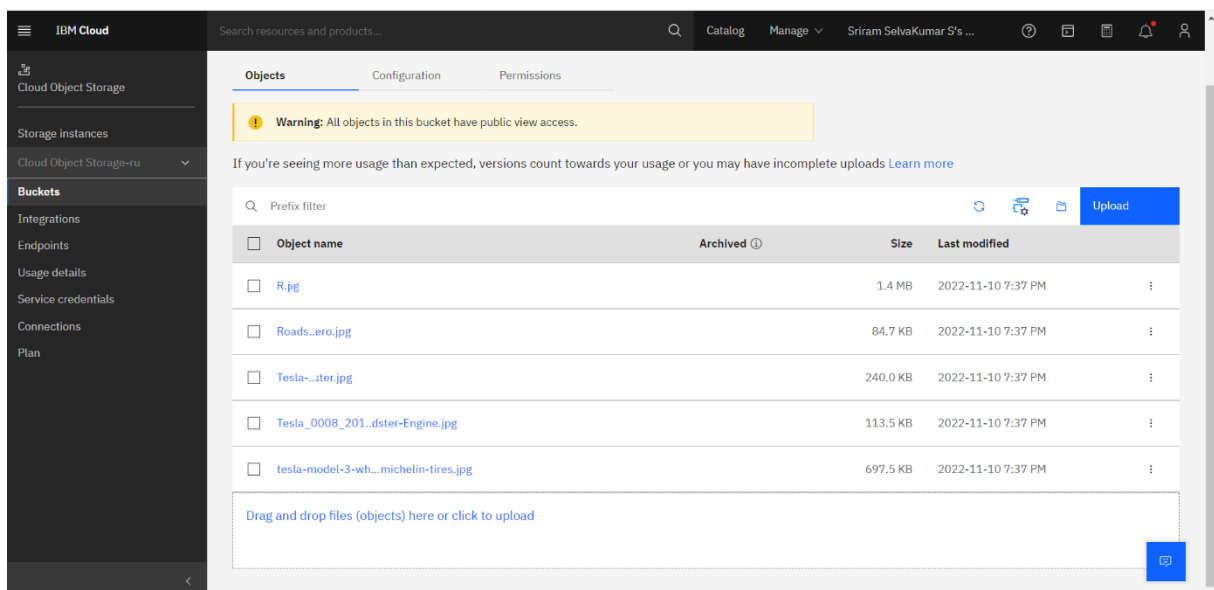 IBM Cloud
Search resources and products...
Catalog
Manage
Sriram SelvaKumar S's ...
Cloud Object Storage
Storage instances
Cloud Object Storage-ru
Buckets
Integrations
Endpoints
Usage details
Service credentials
Connections
Plan
Objects Configuration Permissions
Warning: All objects in this bucket have public view access.
If you're seeing more usage than expected, versions count towards your usage or you may have incomplete uploads Learn more
Prefix filter
Upload
Object name Archived Size Last modified
R.jpg 1.4 MB 2022-11-10 7:37 PM
Roads..ero.jpg 84.7 KB 2022-11-10 7:37 PM
Tesla-..ster.jpg 240.0 KB 2022-11-10 7:37 PM
Tesla_0008_201..dster-Engine.jpg 113.5 KB 2022-11-10 7:37 PM
tesla-model-3-wh...michelin-tires.jpg 697.5 KB 2022-11-10 7:37 PM
Drag and drop files (objects) here or click to upload